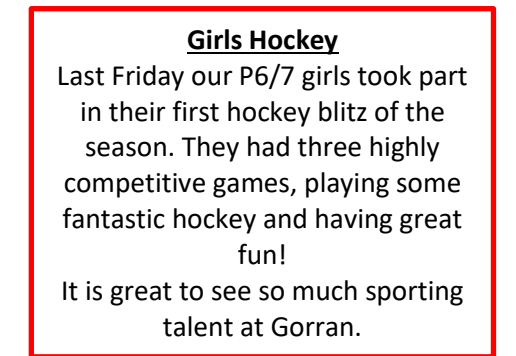 Girls Hockey
Last Friday our P6/7 girls took part
in their first hockey blitz of the
season. They had three highly
competitive games, playing some
fantastic hockey and having great
fun!
It is great to see so much sporting
talent at Gorran.